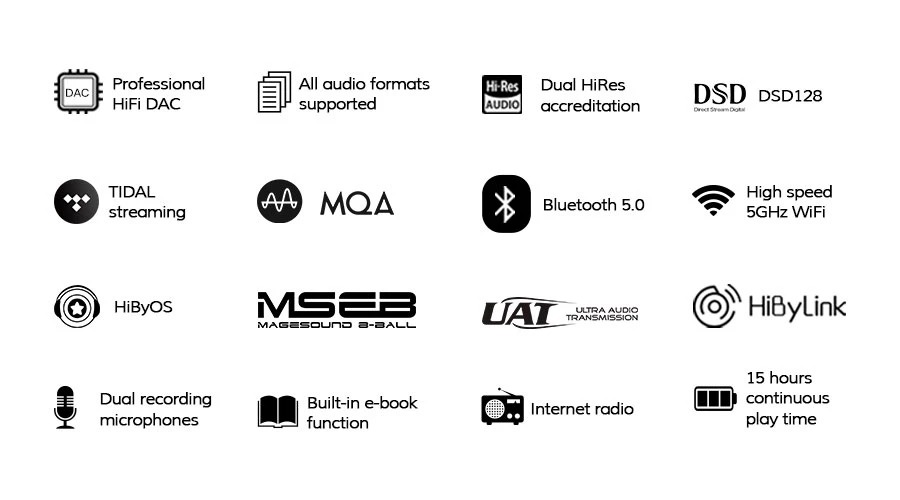 DAC
Professional
HiFi DAC
All audio formats
supported
Hi-Res
AUDIO
Dual HiRes
accreditation
DSD
Direct Stream Digital
DSD128
TIDAL
streaming
MQA
Bluetooth 5.0
High speed
5GHz WiFi
HiByOS
MSEB
MAGESOUND 8-BALL
UAT
ULTRA AUDIO
TRANSMISSION
HiByLink
Dual recording
microphones
Built-in e-book
function
Internet radio
15 hours
continuous
play time